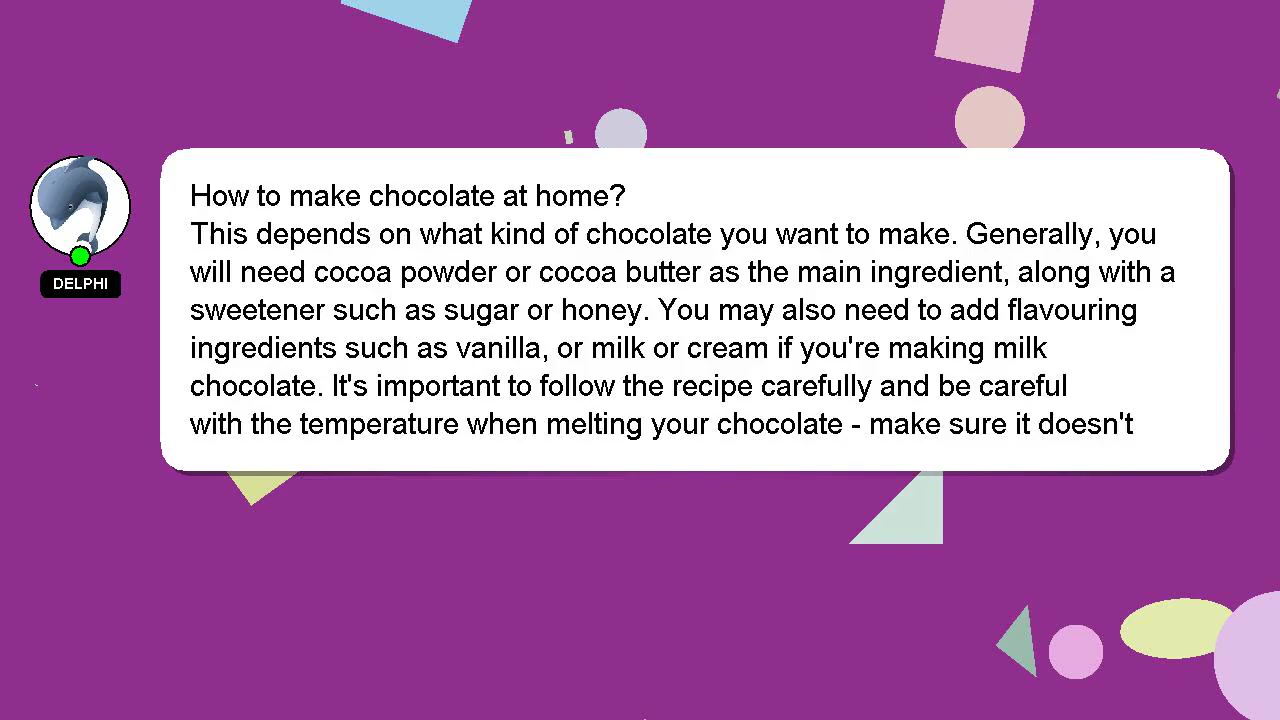 How to make chocolate at home?
This depends on what kind of chocolate you want to make. Generally, you
will need cocoa powder or cocoa butter as the main ingredient, along with a
sweetener such as sugar or honey. You may also need to add flavouring
ingredients such as vanilla, or milk or cream if you're making milk
chocolate. It's important to follow the recipe carefully and be careful
with the temperature when melting your chocolate - make sure it doesn't
DELPHI